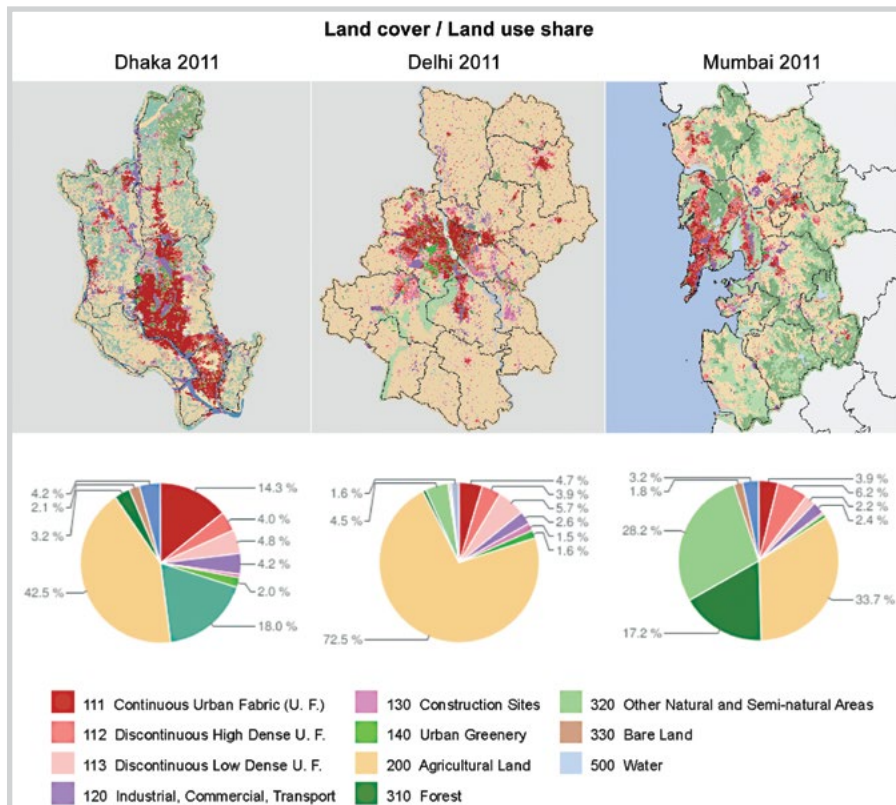 Land cover / Land use share
Dhaka 2011
Delhi 2011
Mumbai 2011
4.2 %
2.1 %
3.2 %
42.5 %
14.3 %
4.0 %
4.8 %
4.2 %
2.0 %
18.0 %
1.6 %
4.5 %
72.5 %
4.7 %
3.9 %
5.7 %
2.6 %
1.5 %
1.6 %
3.2 %
1.8 %
28.2 %
17.2 %
3.9 %
6.2 %
2.2 %
2.4 %
33.7 %
111 Continuous Urban Fabric (U. F.)
112 Discontinuous High Dense U. F.
113 Discontinuous Low Dense U. F.
120 Industrial, Commercial, Transport
130 Construction Sites
140 Urban Greenery
200 Agricultural Land
310 Forest
320 Other Natural and Semi-natural Areas
330 Bare Land
500 Water